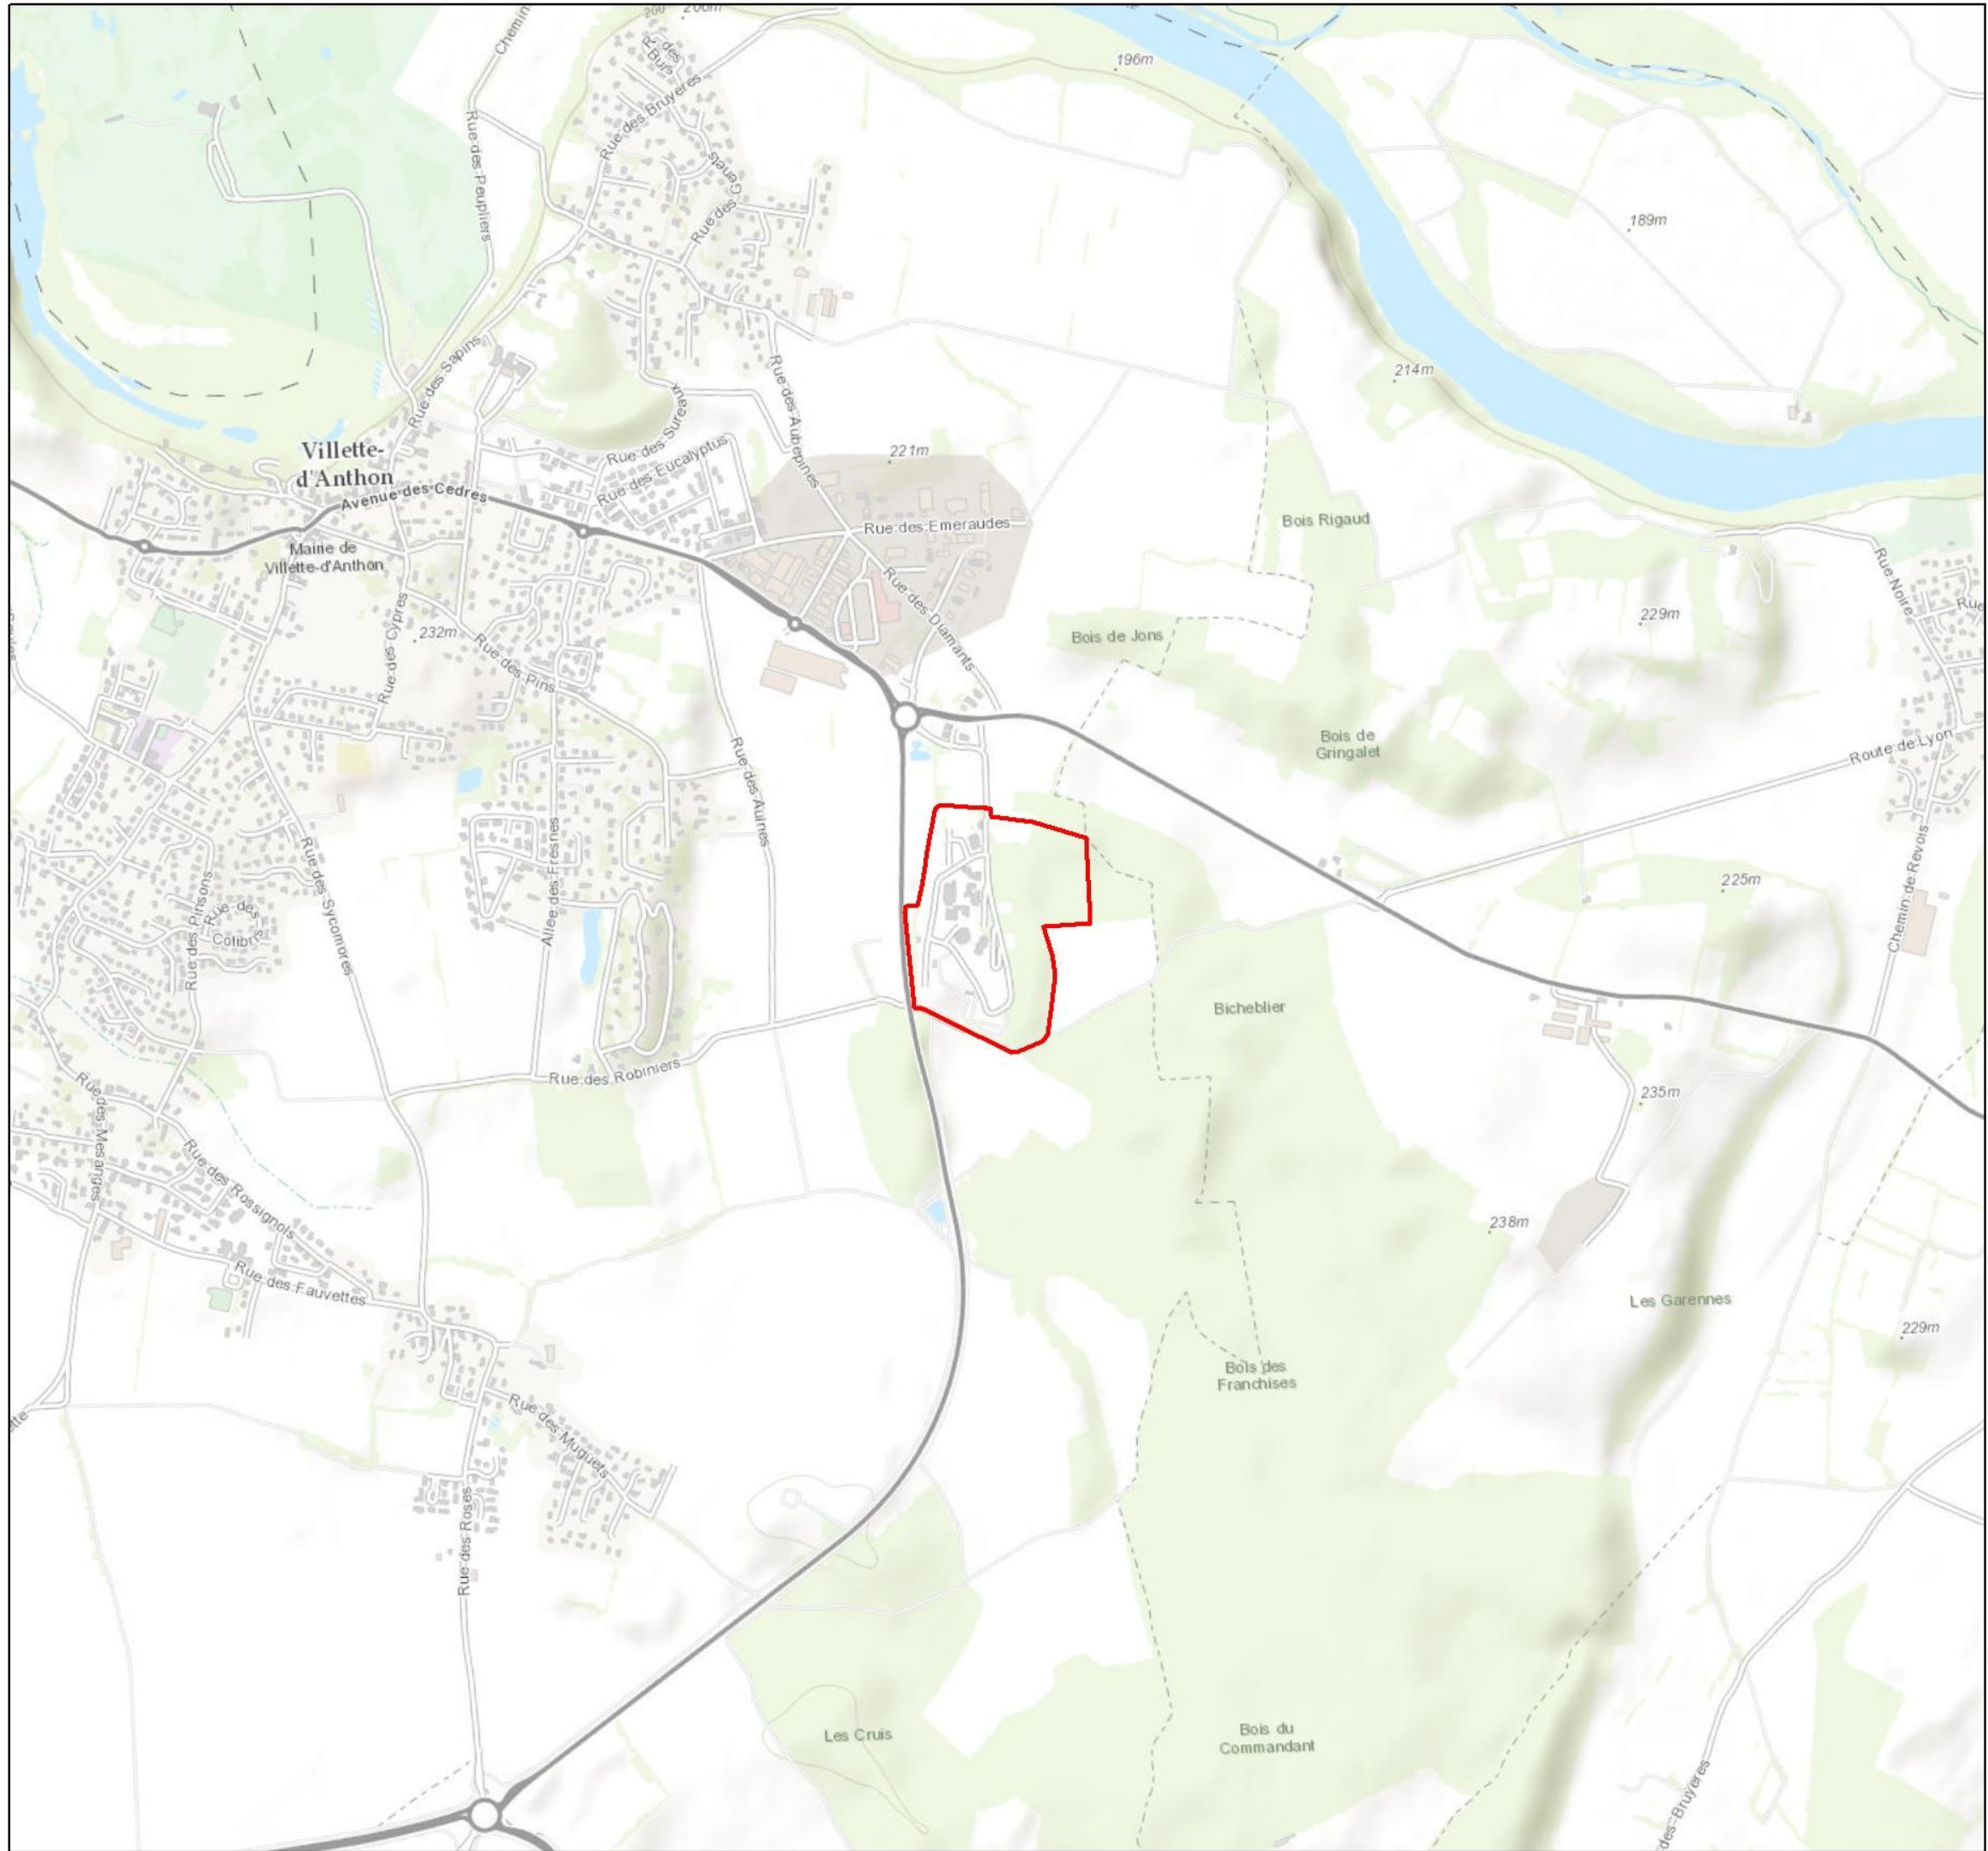 Chemin
200
206m
R. des
Burs
196m
Rue des Bruyeres
Rue des Peupliers
Rue des Genets
189m
Rue des Sapins
214m
Rue des Aubepines
Rue des Sureaux
221m
Villette-
d'Anthon
Rue des Eucalyptus
Avenue des Cedres
Rue des Emeraudes
Bois Rigaud
Mairie de
Villette-d'Anthon
Rue Noire
Rue
Rue des Diamants
229m
Rue des Cypres
232m
Bois de Jons
Rue des Pins
Bois de
Gringalet
Route de Lyon
Rue des Aulnes
Rue des Sycomores
Allee des Fresnes
Chemin de Revois
225m
Rue des Pinsons
Rue des
Colibris
Bicheblier
Rue des Robiniers
235m
Rue des Mesanges
Rue des Rossignols
238m
Rue des Fauvettes
Les Garennes
229m
Bois des
Franchises
Rue des Muguets
Rue des Roses
Les Cruis
Bois du
Commandant
des Bruyeres